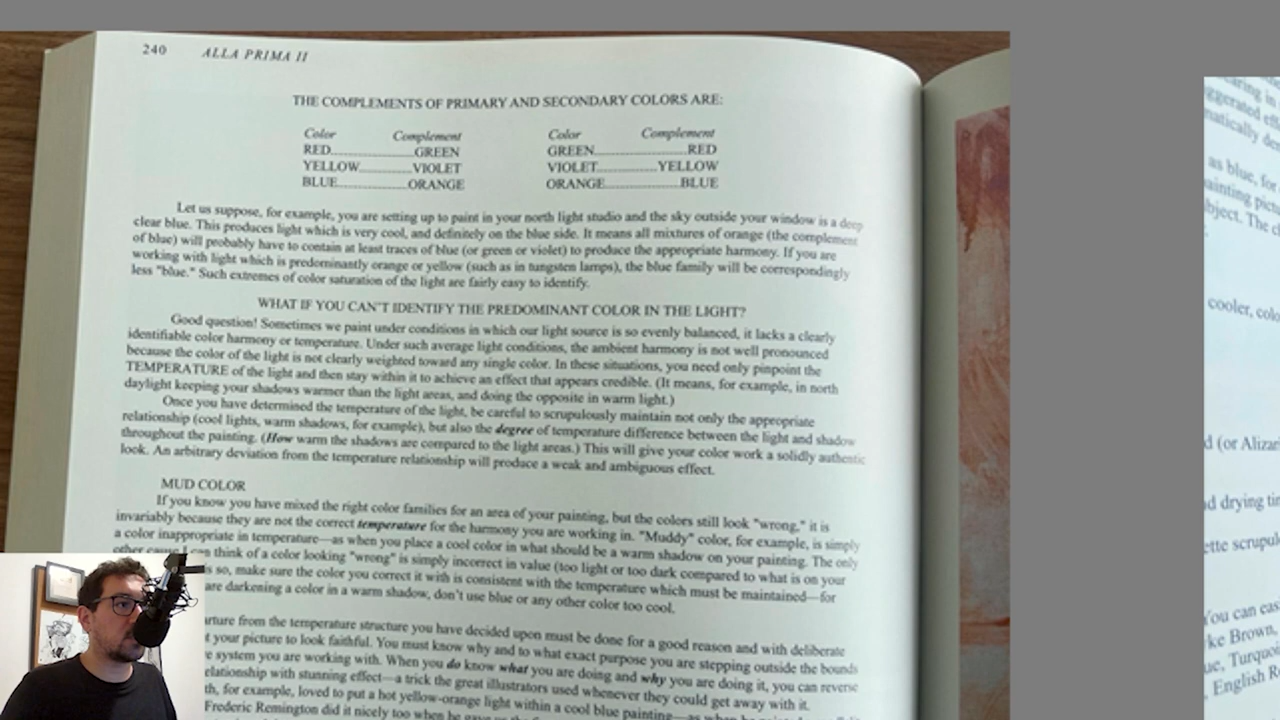 240 ALLA PRIMA II
THE COMPLEMENTS OF PRIMARY AND SECONDARY COLORS ARE:
Color Complement Color Complement
RED GREEN GREEN RED
YELLOW VIOLET VIOLET YELLOW
BLUE ORANGE ORANGE BLUE
Let us suppose, for example, you are setting up to paint in your north light studio and the sky outside your window is a deep
clear blue. This produces light which is very cool, and definitely on the blue side. It means all mixtures of orange (the complement
of blue) will probably have to contain at least traces of blue (or green or violet) to produce the appropriate harmony. If you are
working with light which is predominantly orange or yellow (such as in tungsten lamps), the blue family will be correspondingly
less "blue." Such extremes of color saturation of the light are fairly easy to identify.
WHAT IF YOU CAN'T IDENTIFY THE PREDOMINANT COLOR IN THE LIGHT?
Good question! Sometimes we paint under conditions in which our light source is so evenly balanced, it lacks a clearly
identifiable color harmony or temperature. Under such average light conditions, the ambient harmony is not well pronounced
because the color of the light is not clearly weighted toward any single color. In these situations, you need only pinpoint the
TEMPERATURE of the light and then stay within it to achieve an effect that appears credible. (It means, for example, in north
daylight keeping your shadows warmer than the light areas, and doing the opposite in warm light.)
Once you have determined the temperature of the light, be careful to scrupulously maintain not only the appropriate
relationship (cool lights, warm shadows, for example), but also the degree of temperature difference between the light and shadow
throughout the painting. (How warm the shadows are compared to the light areas.) This will give your color work a solidly authentic
look. An arbitrary deviation from the temperature relationship will produce a weak and ambiguous effect.
MUD COLOR
If you know you have mixed the right color families for an area of your painting, but the colors still look "wrong," it is
invariably because they are not the correct temperature for the harmony you are working in. "Muddy" color, for example, is simply
a color inappropriate in temperature—as when you place a cool color in what should be a warm shadow on your painting. The only
other cause I can think of a color looking "wrong" is simply incorrect in value (too light or too dark compared to what is on your
so, make sure the color you correct it with is consistent with the temperature which must be maintained—for
are darkening a color in a warm shadow, don't use blue or any other color too cool.
from the temperature structure you have decided upon must be done for a good reason and with deliberate
your picture to look faithful. You must know why and to what exact purpose you are stepping outside the bounds
system you are working with. When you do know what you are doing and why you are doing it, you can reverse
with stunning effect—a trick the great illustrators used whenever they could get away with it.
for example, loved to put a hot yellow-orange light within a cool blue painting—as when
Frederic Remington did it nicely too when he gave us the
as blue, for
cooler, colo
d (or Alizar
drying
scrupul
You can eas
Brown,
English